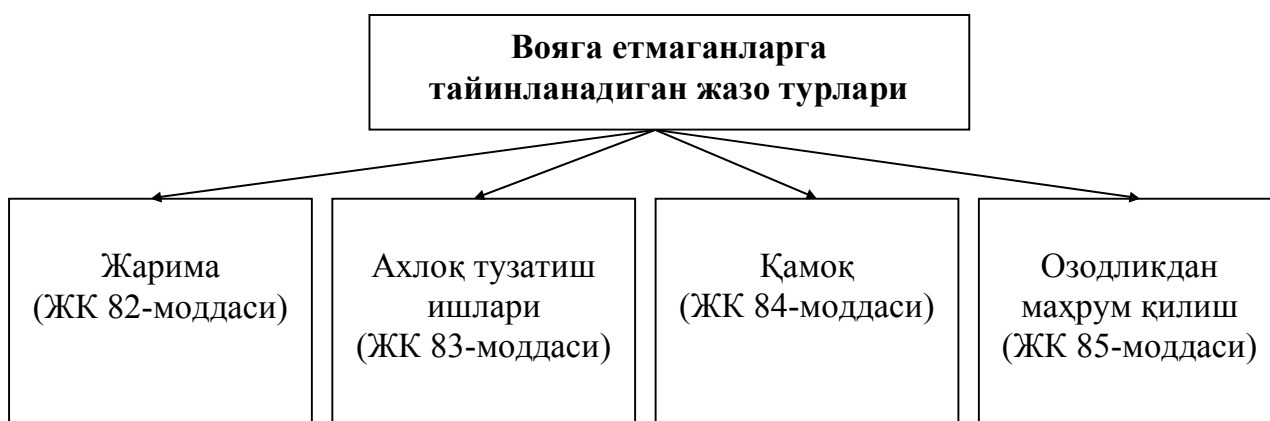 Вояга етмаганларга
тайинланадиган жазо турлари
Жарима
(ЖК 82-моддаси)
Ахлоқ тузатиш
ишлари
(ЖК 83-моддаси)
Қамоқ
(ЖК 84-моддаси)
Озодликдан
маҳрум қилиш
(ЖК 85-моддаси)